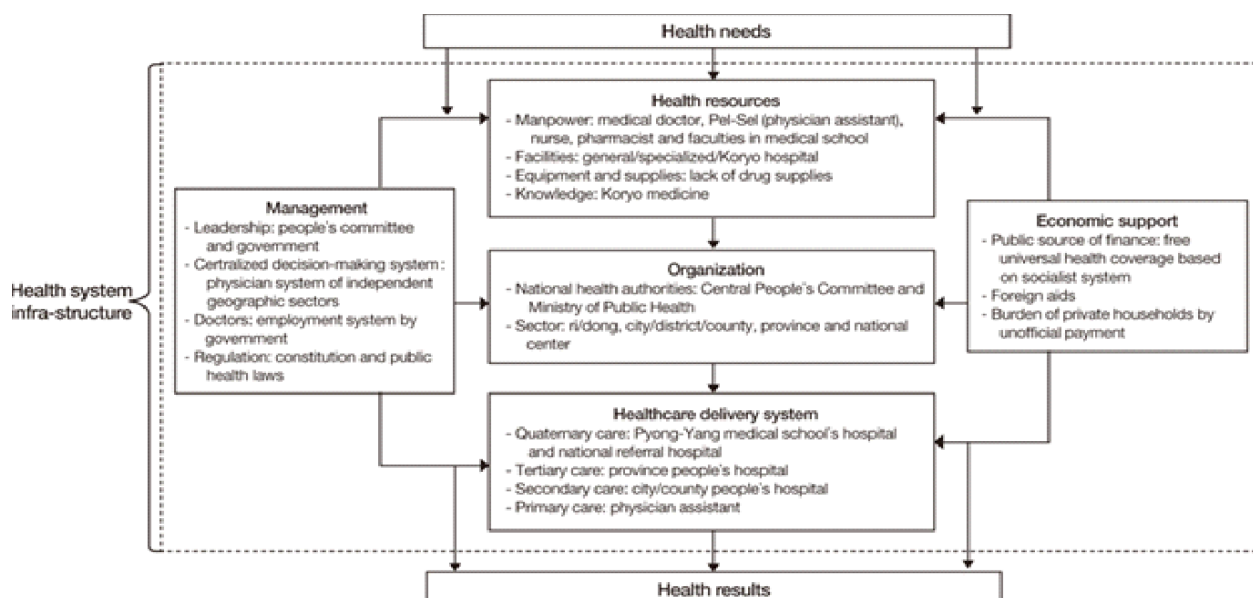 Health needs
Health resources
- Manpower: medical doctor, Pel-Sel (physician assistant),
nurse, pharmacist and faculties in medical school
- Facilities: general/specialized/Koryo hospital
- Equipment and supplies: lack of drug supplies
- Knowledge: Koryo medicine
Management
- Leadership: people's committee
and government
- Certralized decision-making system:
physician system of independent
geographic sectors
- Doctors: employment system by
government
- Regulation: constitution and public
health laws
Health system
infra-structure
Organization
- National health authorities: Central People's Committee and
Ministry of Public Health
- Sector: ri/dong, city/district/county, province and national
center
Economic support
- Public source of finance: free
universal health coverage based
on socialist system
- Foreign aids
- Burden of private households by
unofficial payment
Healthcare delivery system
- Quaternary care: Pyong-Yang medical school's hospital
and national referral hospital
- Tertiary care: province people's hospital
- Secondary care: city/county people's hospital
- Primary care: physician assistant
Health results